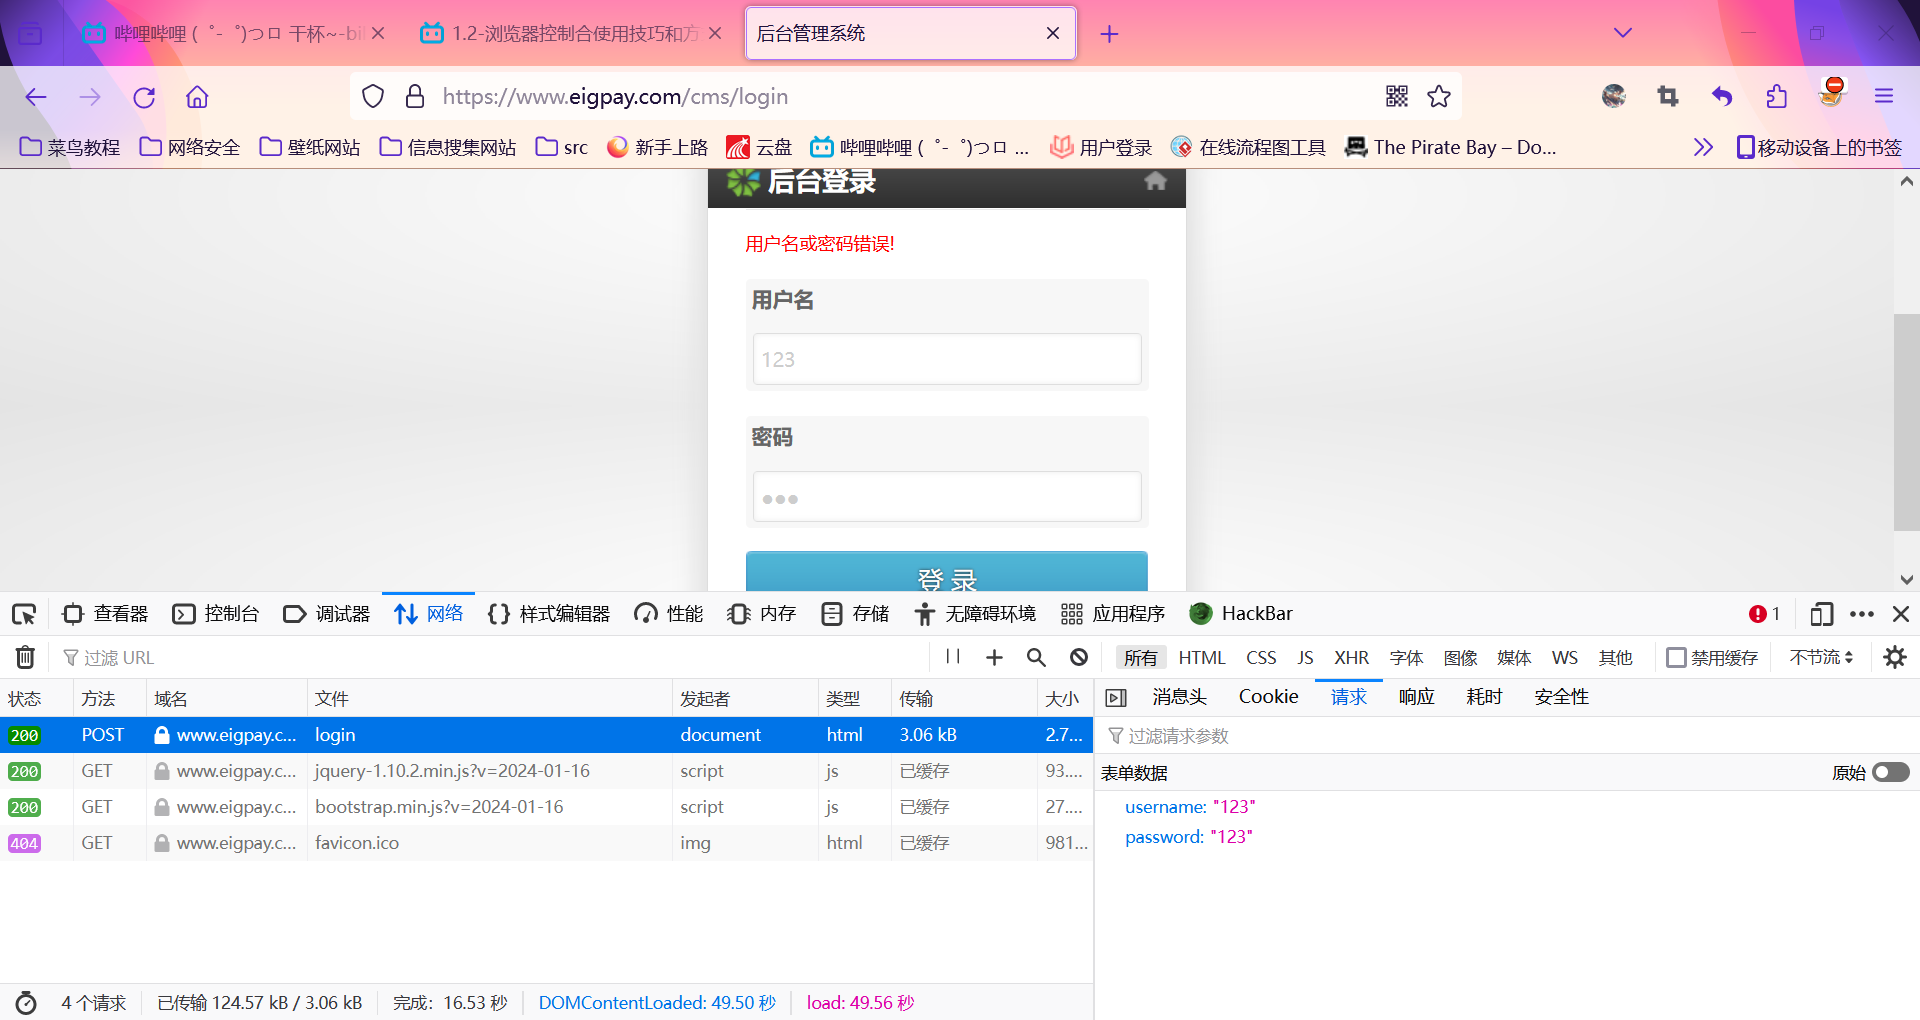 哔哩哔哩 (゜-゜)つロ 干杯~-bil
1.2-浏览器控制台使用技巧和方
后台管理系统
https://www.eigpay.com/cms/login
菜鸟教程 网络安全 壁纸网站 信息搜集网站 src 新手上路 云盘 哔哩哔哩 (゜-゜)つロ ... 用户登录 在线流程图工具 The Pirate Bay – Do... 移动设备上的书签
后台登录
用户名或密码错误!
用户名
123
密码
登 录
查看器 控制台 调试器 网络 样式编辑器 性能 内存 存储 无障碍环境 应用程序 HackBar 1
过滤 URL 所有 HTML CSS JS XHR 字体 图像 媒体 WS 其他 禁用缓存 不节流
状态 方法 域名 文件 发起者 类型 传输 大小
200 POST www.eigpay.c... login document html 3.06 kB 2.7...
200 GET www.eigpay.c... jquery-1.10.2.min.js?v=2024-01-16 script js 已缓存 93....
200 GET www.eigpay.c... bootstrap.min.js?v=2024-01-16 script js 已缓存 27....
404 GET www.eigpay.c... favicon.ico img html 已缓存 981...
消息头 Cookie 请求 响应 耗时 安全性
过滤请求参数
表单数据 原始
username: "123"
password: "123"
4 个请求 已传输 124.57 kB / 3.06 kB 完成：16.53 秒 DOMContentLoaded: 49.50 秒 load: 49.56 秒